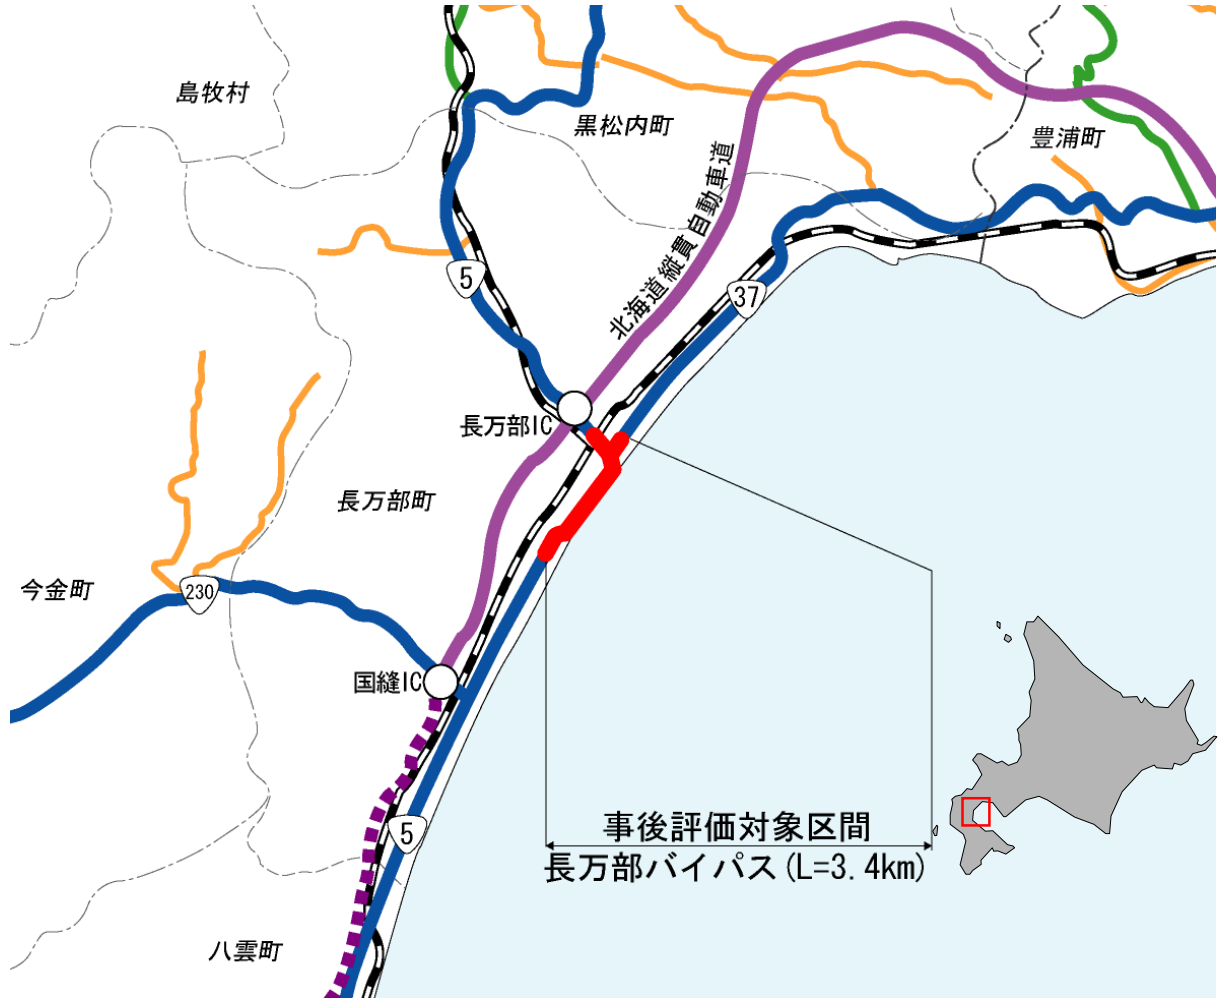 島牧村
黒松内町
豊浦町
北海道縦貫自動車道
5
37
長万部IC
長万部町
今金町
230
国縫IC
5
事後評価対象区間
長万部バイパス(L=3.4km)
八雲町